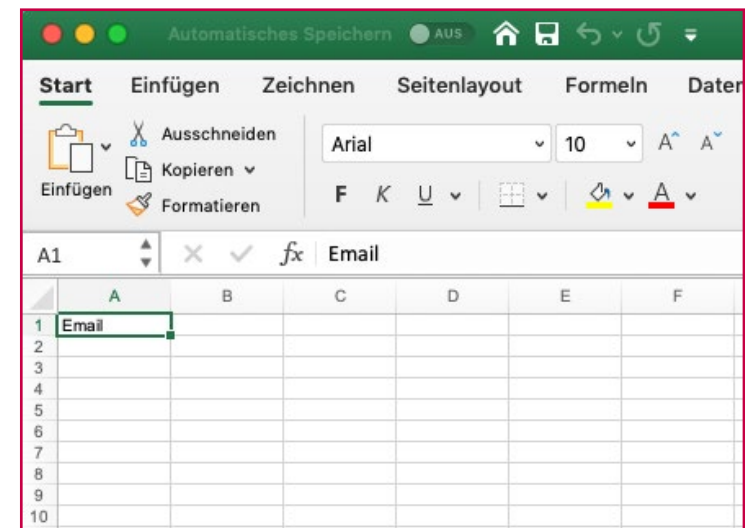 Automatisches Speichern AUS
Start Einfügen Zeichnen Seitenlayout Formeln Daten
Einfügen
Ausschneiden
Kopieren
Formatieren
Arial 10 A A
F K U A
A1 fx Email
A B C D E F
1 Email
2
3
4
5
6
7
8
9
10